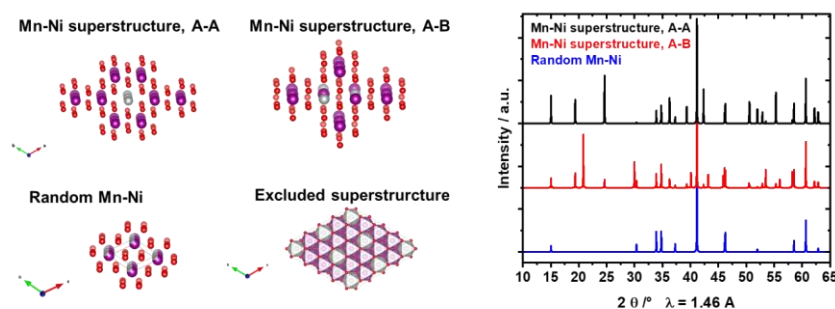 Mn-Ni superstructure, A-A
Mn-Ni superstructure, A-B
Random Mn-Ni
Excluded superstrurcture
Mn-Ni superstructure, A-A
Mn-Ni superstructure, A-B
Random Mn-Ni
Intensity / a.u.
10 15 20 25 30 35 40 45 50 55 60 65
2 θ /° λ = 1.46 A